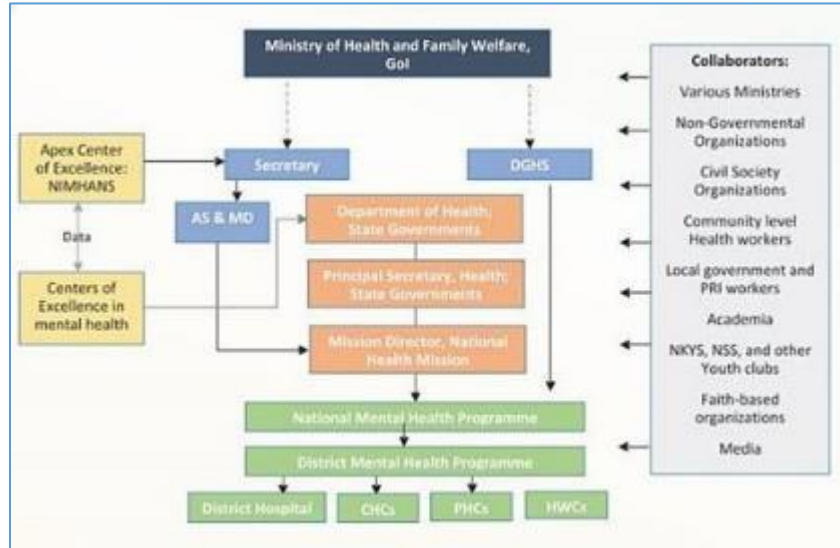 Ministry of Health and Family Welfare,
GoI
Apex Center
of Excellence:
NIMHANS
Data
Centers of
Excellence in
mental health
Secretary
DGHS
AS & MD
Department of Health;
State Governments
Principal Secretary, Health;
State Governments
Mission Director, National
Health Mission
National Mental Health Programme
District Mental Health Programme
District Hospital
CHCs
PHCs
HWCs
Collaborators:
Various Ministries
Non-Governmental
Organizations
Civil Society
Organizations
Community level
Health workers
Local government and
PRI workers
Academia
NKYS, NSS, and other
Youth clubs
Faith-based
organizations
Media